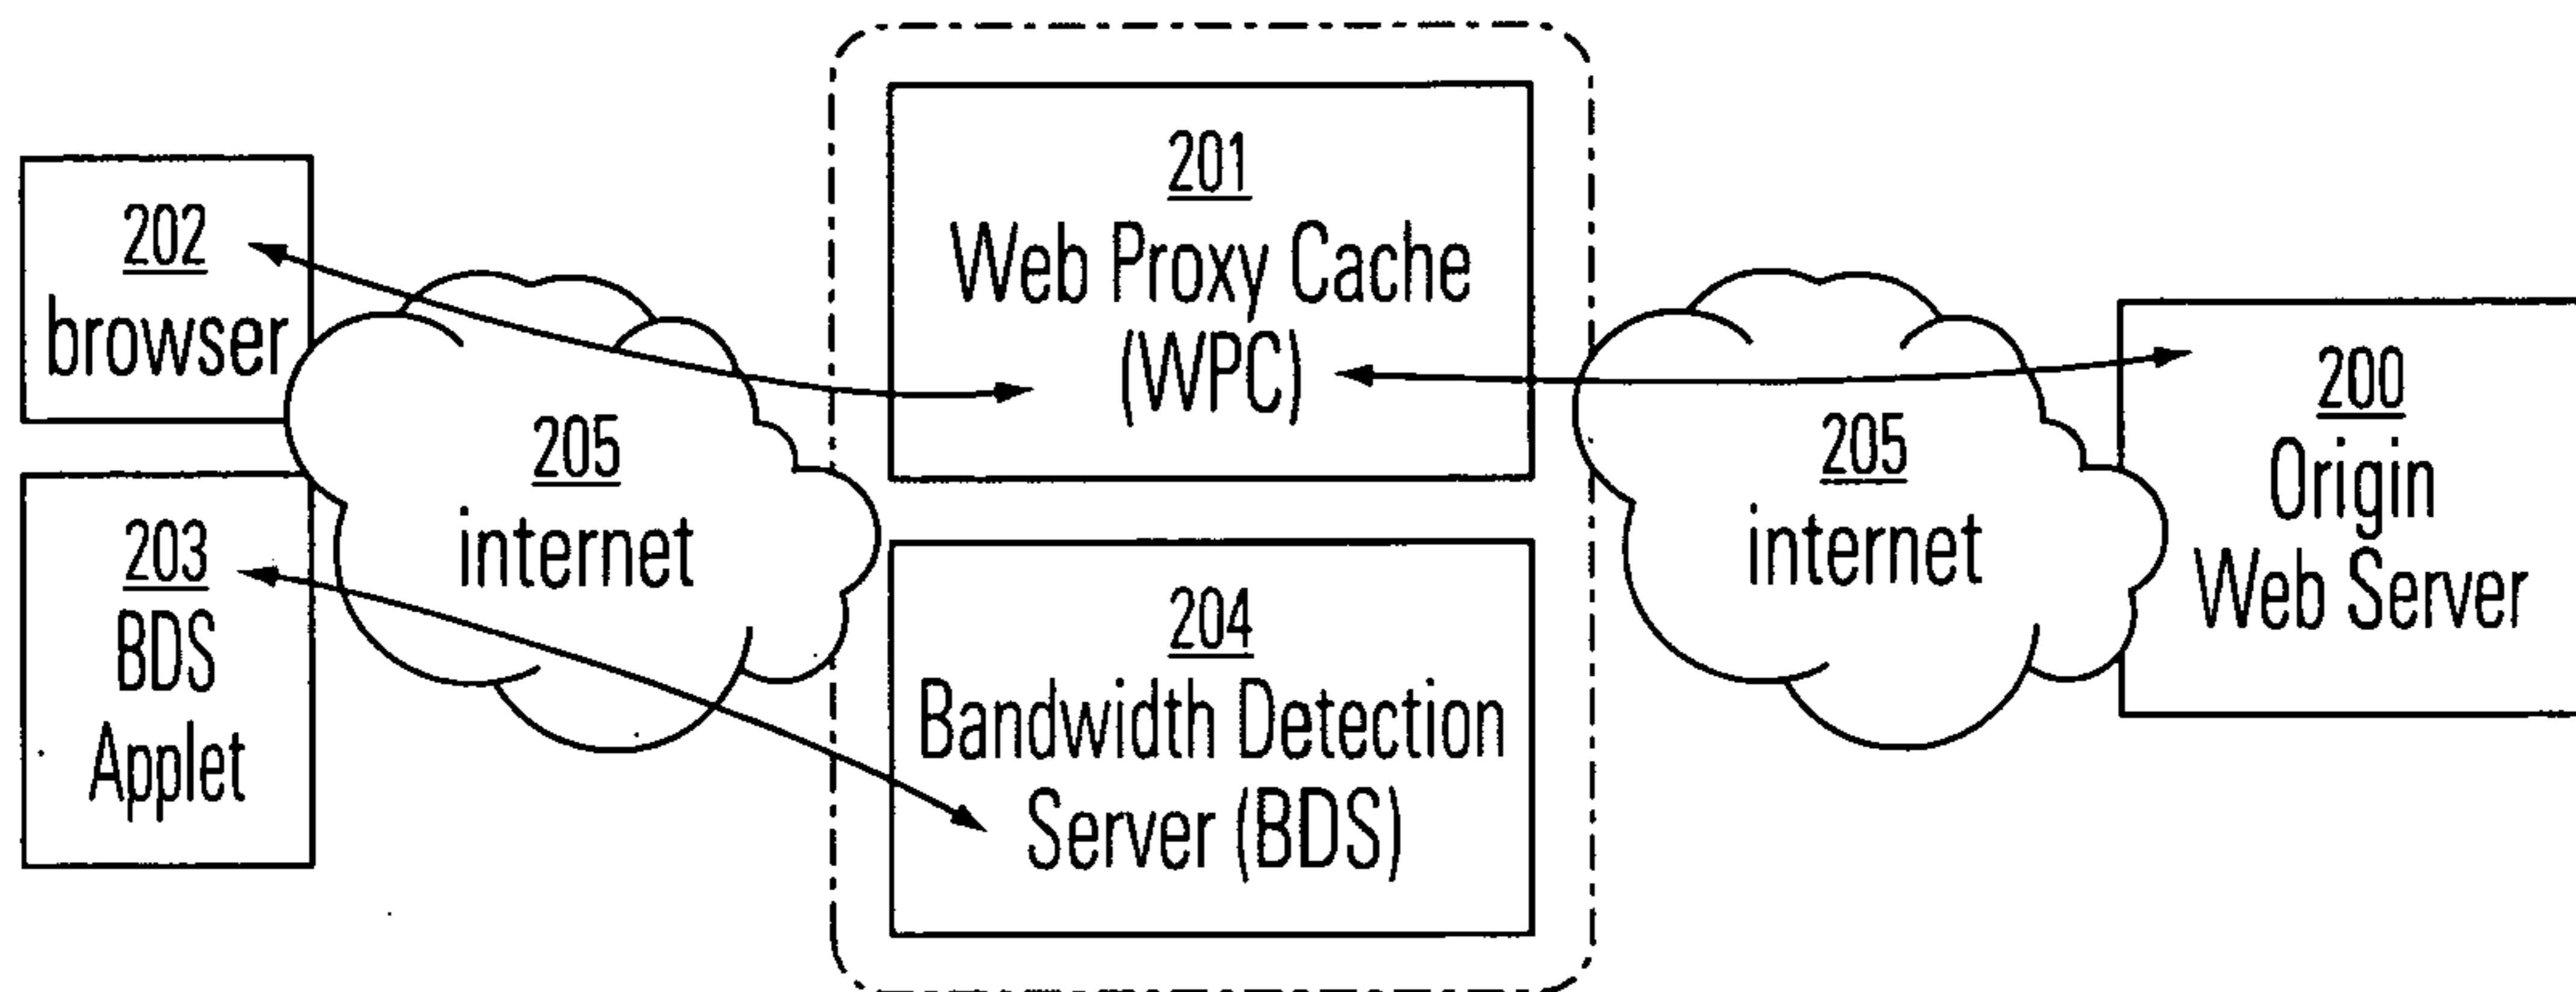 202
browser
203
BDS
Applet
205
internet
201
Web Proxy Cache
(WPC)
204
Bandwidth Detection
Server (BDS)
205
internet
200
Origin
Web Server